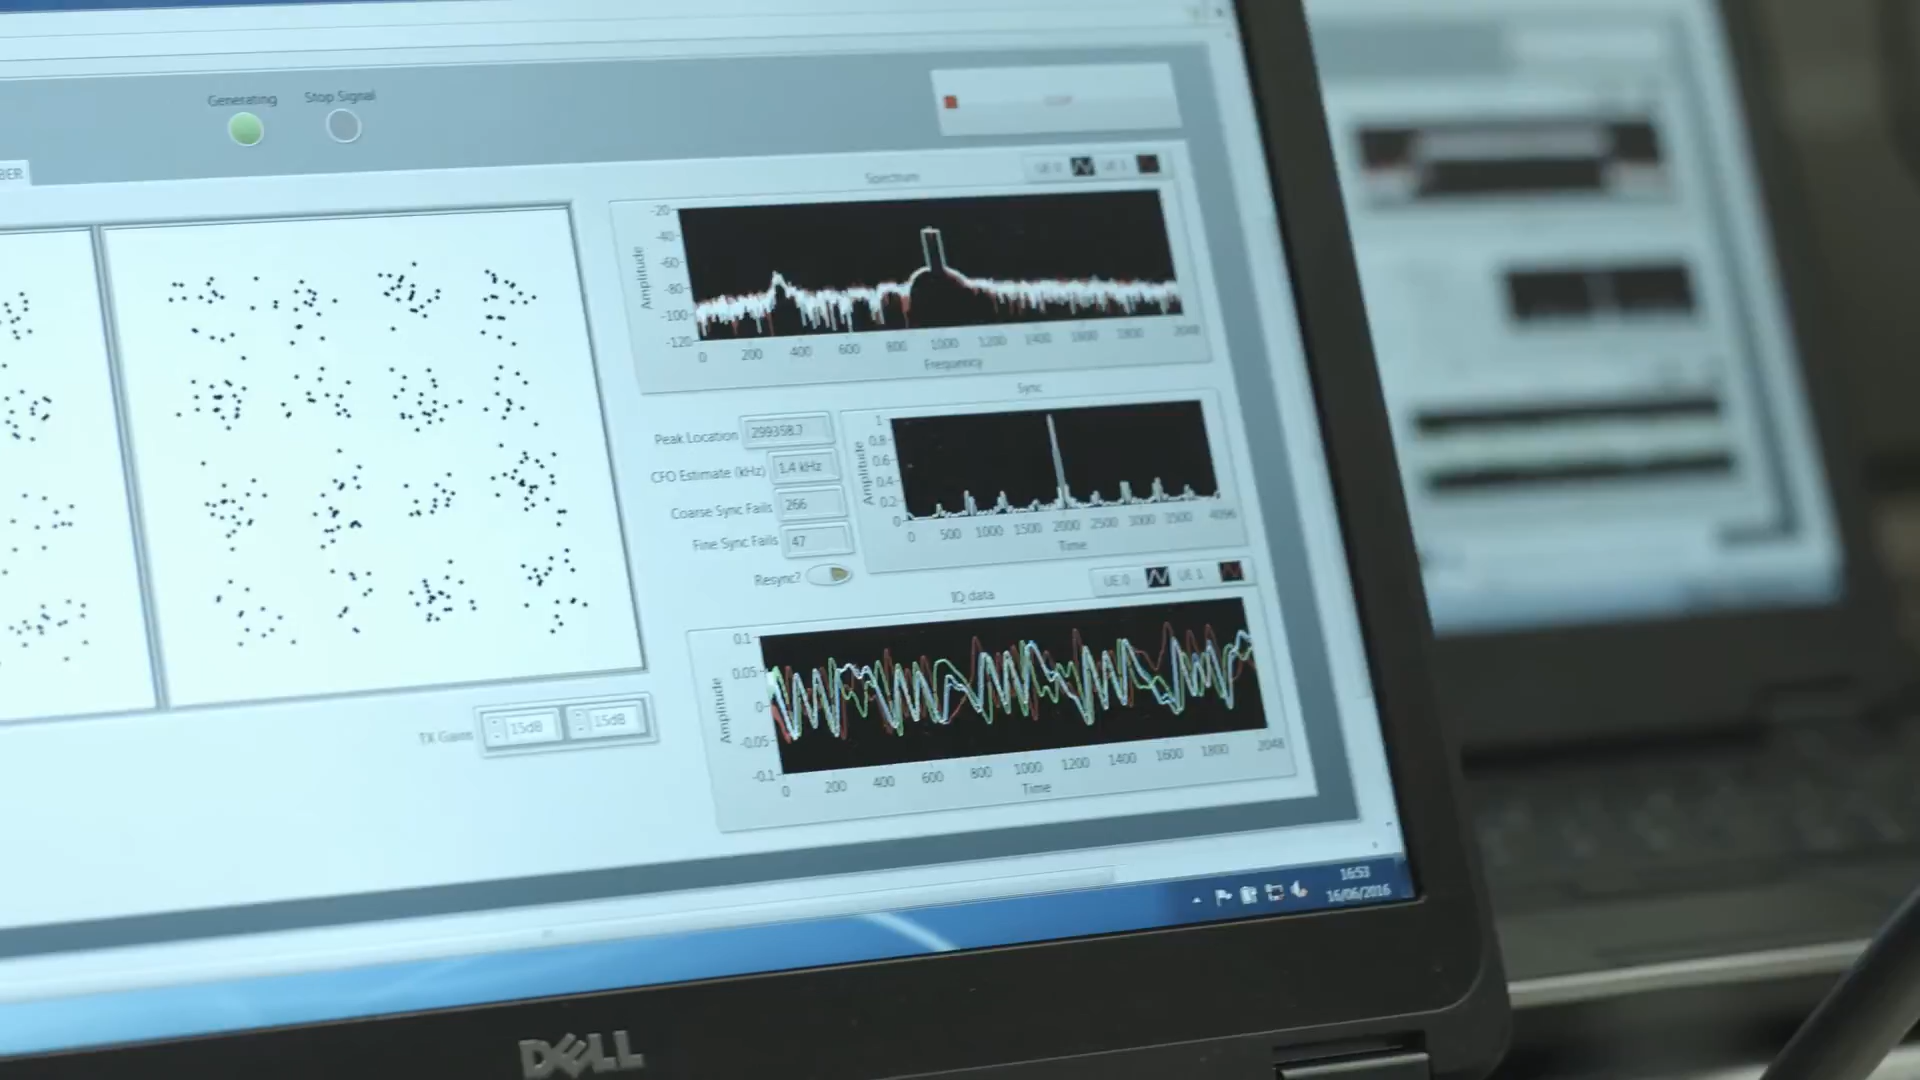 Generating Stop Signal
BER
STOP
Spectrum
UE 0 UE 1
Amplitude
-20
-40
-60
-80
-100
-120
0 200 400 600 800 1000 1200 1400 1600 1800 2048
Frequency
Sync
Peak Location 299358.7
CFO Estimate (kHz) 1.4 kHz
Coarse Sync Fails 266
Fine Sync Fails 47
Resync?
Amplitude
1
0.8
0.6
0.4
0.2
0
0 500 1000 1500 2000 2500 3000 3500 4096
Time
IQ data
UE 0 UE 1
Amplitude
0.1
0.05
0
-0.05
-0.1
0 200 400 600 800 1000 1200 1400 1600 1800 2048
Time
TX Gains 15dB 15dB
16:53
16/06/2016
DELL